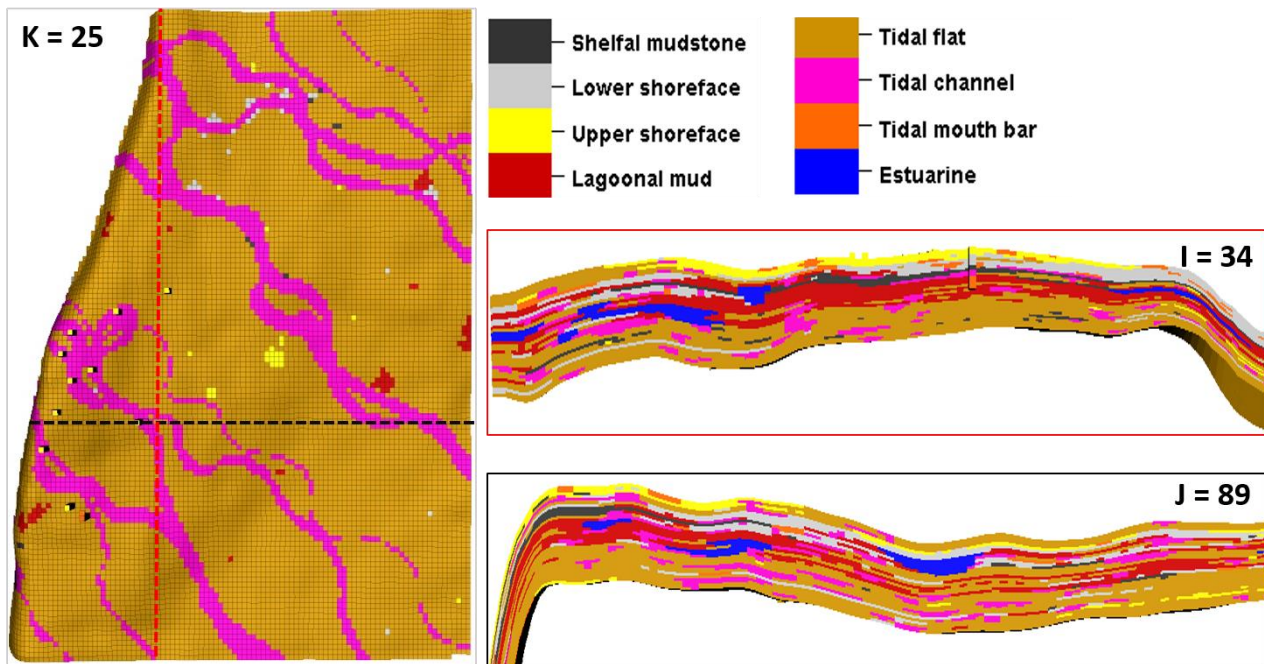 K = 25
Shelfal mudstone
Lower shoreface
Upper shoreface
Lagoonal mud
Tidal flat
Tidal channel
Tidal mouth bar
Estuarine
I = 34
J = 89